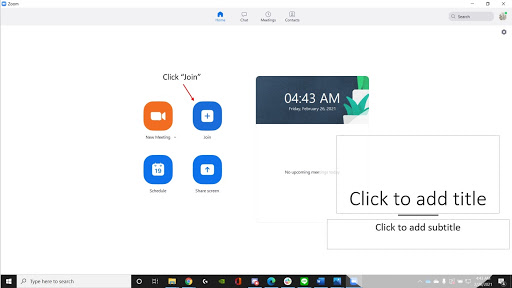 Zoom
Home
Chat
Meetings
Contacts
Search
Click "Join"
04:43 AM
Friday, February 26, 2021
New Meeting
Join
19
Schedule
Share screen
No upcoming meetings today
Click to add title
Click to add subtitle
Type here to search